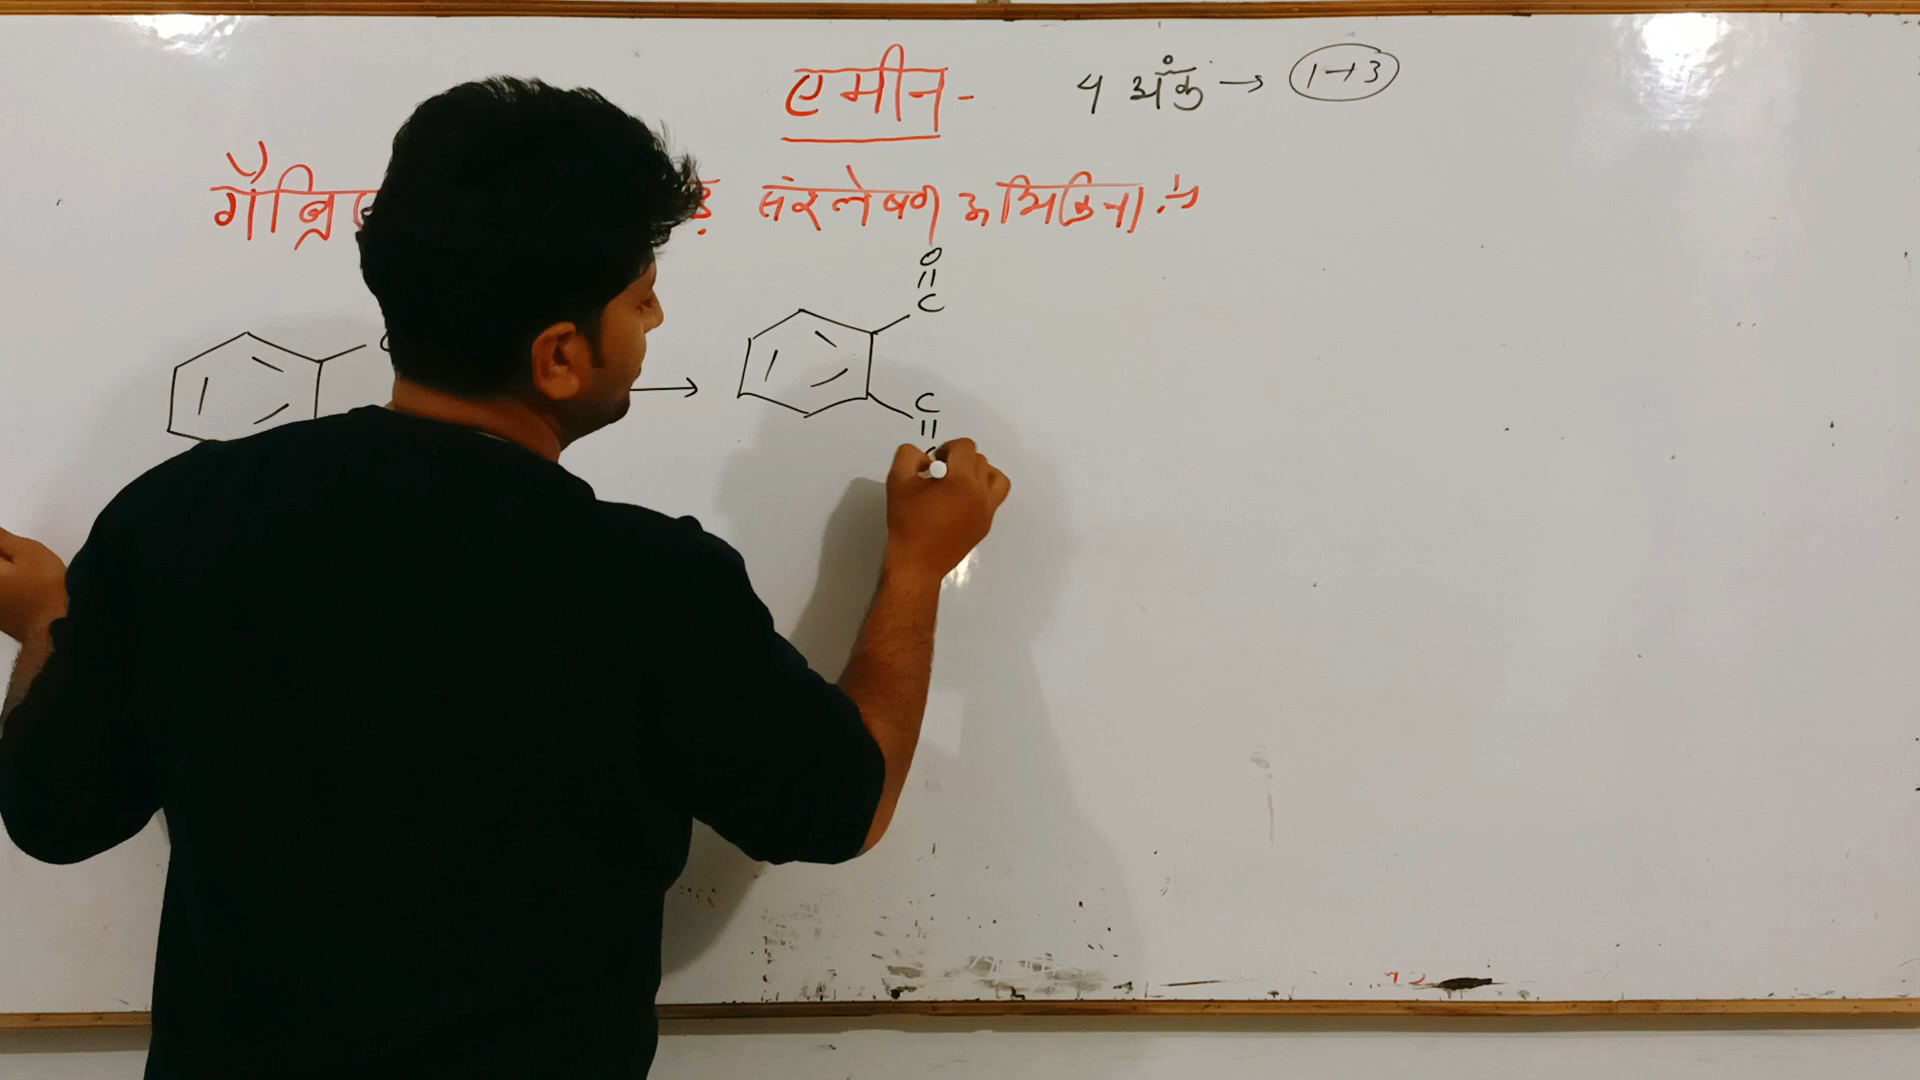 एमीन-
4 अंक → 1→3
संश्लेषण अभिक्रिया :→
O
C
C